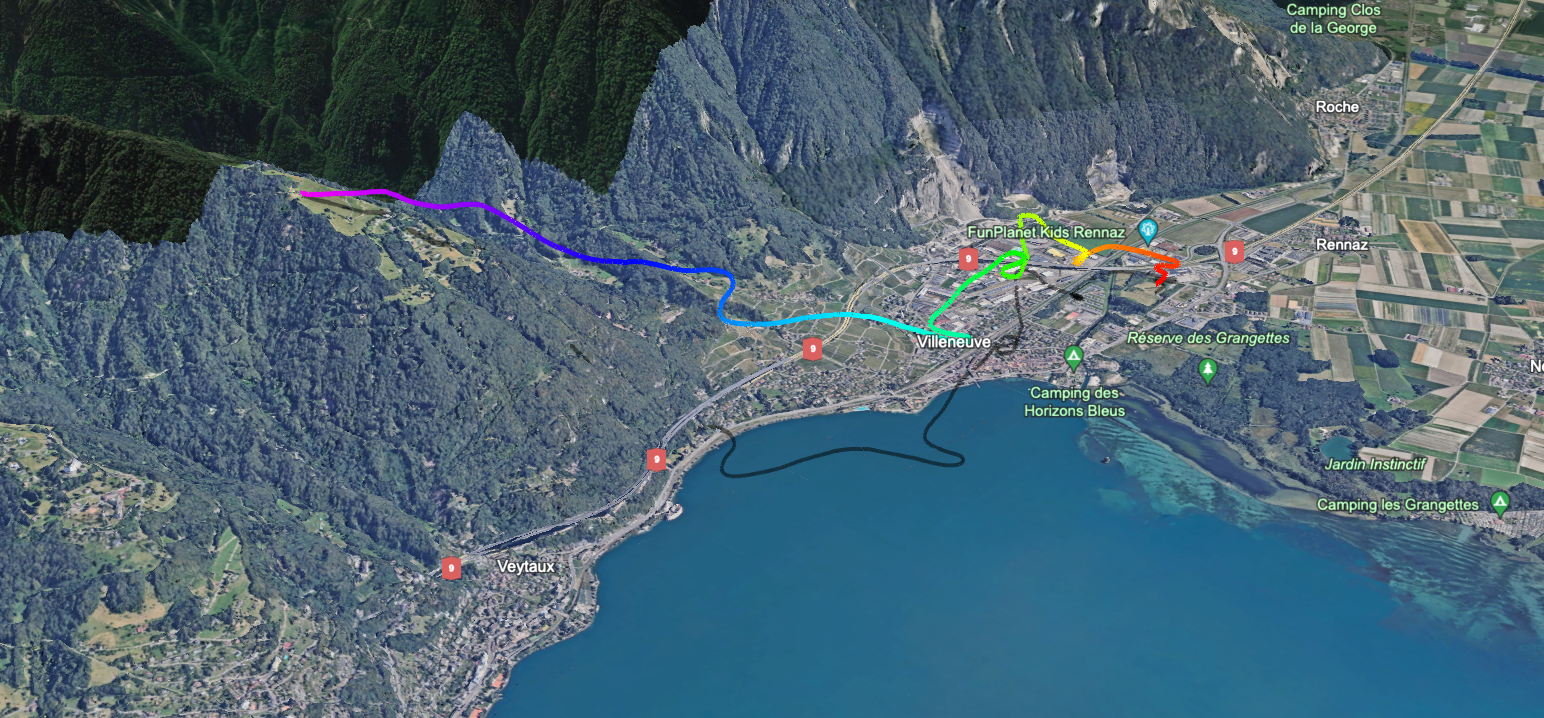 Camping Clos
de la George
Roche
FunPlanet Kids Rennaz
9
9
Rennaz
Villeneuve
9
Réserve des Grangettes
Camping des
Horizons Bleus
9
Jardin Instinctif
Camping les Grangettes
9
Veytaux